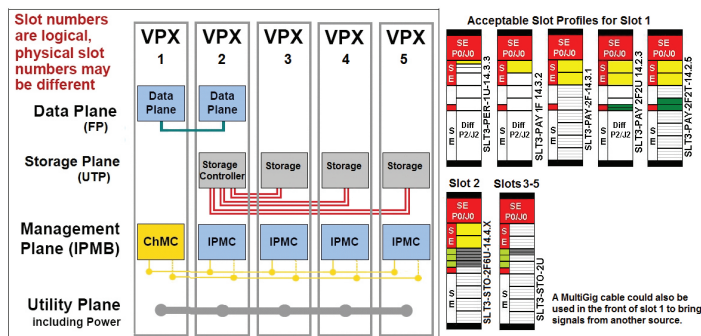 Slot numbers
are logical,
physical slot
numbers may
be different
VPX
1
VPX
2
VPX
3
VPX
4
VPX
5
Data Plane
(FP)
Data
Plane
Data
Plane
Storage Plane
(UTP)
Storage
Controller
Storage
Storage
Storage
Management
Plane (IPMB)
ChMC
IPMC
IPMC
IPMC
IPMC
Utility Plane
including Power
Acceptable Slot Profiles for Slot 1
SE
P0/J0
S
E
Diff
P2/J2
S
E
SLT3-PER-1U-14.3.3
SE
P0/J0
S
E
Diff
P2/J2
S
E
SLT3-PAY 1F 14.3.2
SE
P0/J0
S
E
S
E
SLT3-PAY-2F-14.3.1
SE
P0/J0
S
E
Diff
P2/J2
S
E
SLT3-PAY 2F2U 14.2.3
SE
P0/J0
S
E
S
E
SLT3-PAY-2F2T-14.2.5
Slot 2
SE
P0/J0
S
E
S
E
SLT3-STO-2F6U-14.4.X
Slots 3-5
SE
P0/J0
S
E
S
E
SLT3-STO-2U
A MultiGig cable could also be
used in the front of slot 1 to bring
signals from another source.